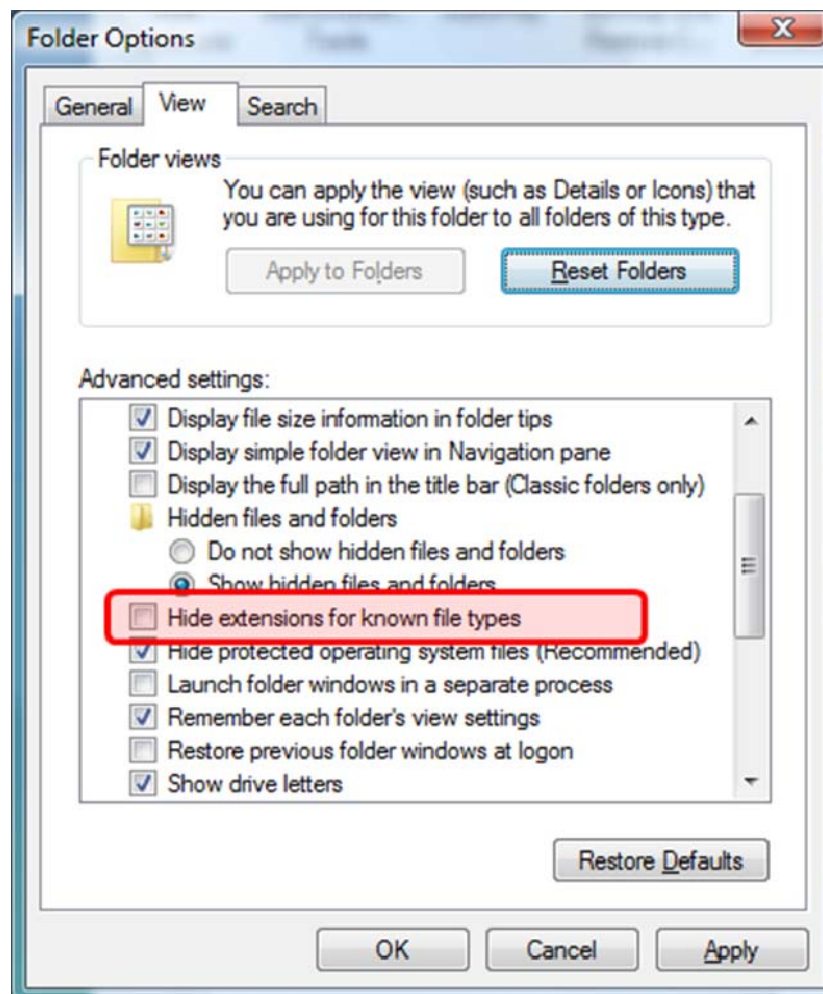 Folder Options
General
View
Search
Folder views
You can apply the view (such as Details or Icons) that
you are using for this folder to all folders of this type.
Apply to Folders
Reset Folders
Advanced settings:
Display file size information in folder tips
Display simple folder view in Navigation pane
Display the full path in the title bar (Classic folders only)
Hidden files and folders
Do not show hidden files and folders
Show hidden files and folders
Hide extensions for known file types
Hide protected operating system files (Recommended)
Launch folder windows in a separate process
Remember each folder's view settings
Restore previous folder windows at logon
Show drive letters
Restore Defaults
OK
Cancel
Apply